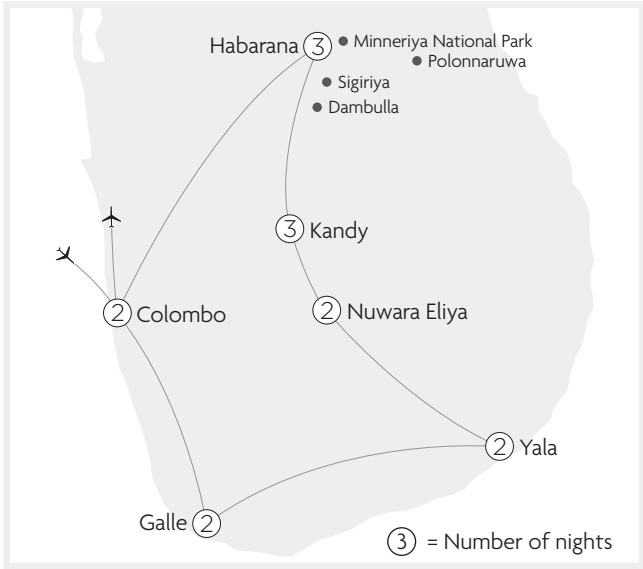 Habarana 3
Minneriya National Park
Polonnaruwa
Sigiriya
Dambulla
3 Kandy
2 Colombo
2 Nuwara Eliya
2 Yala
Galle 2
3 = Number of nights